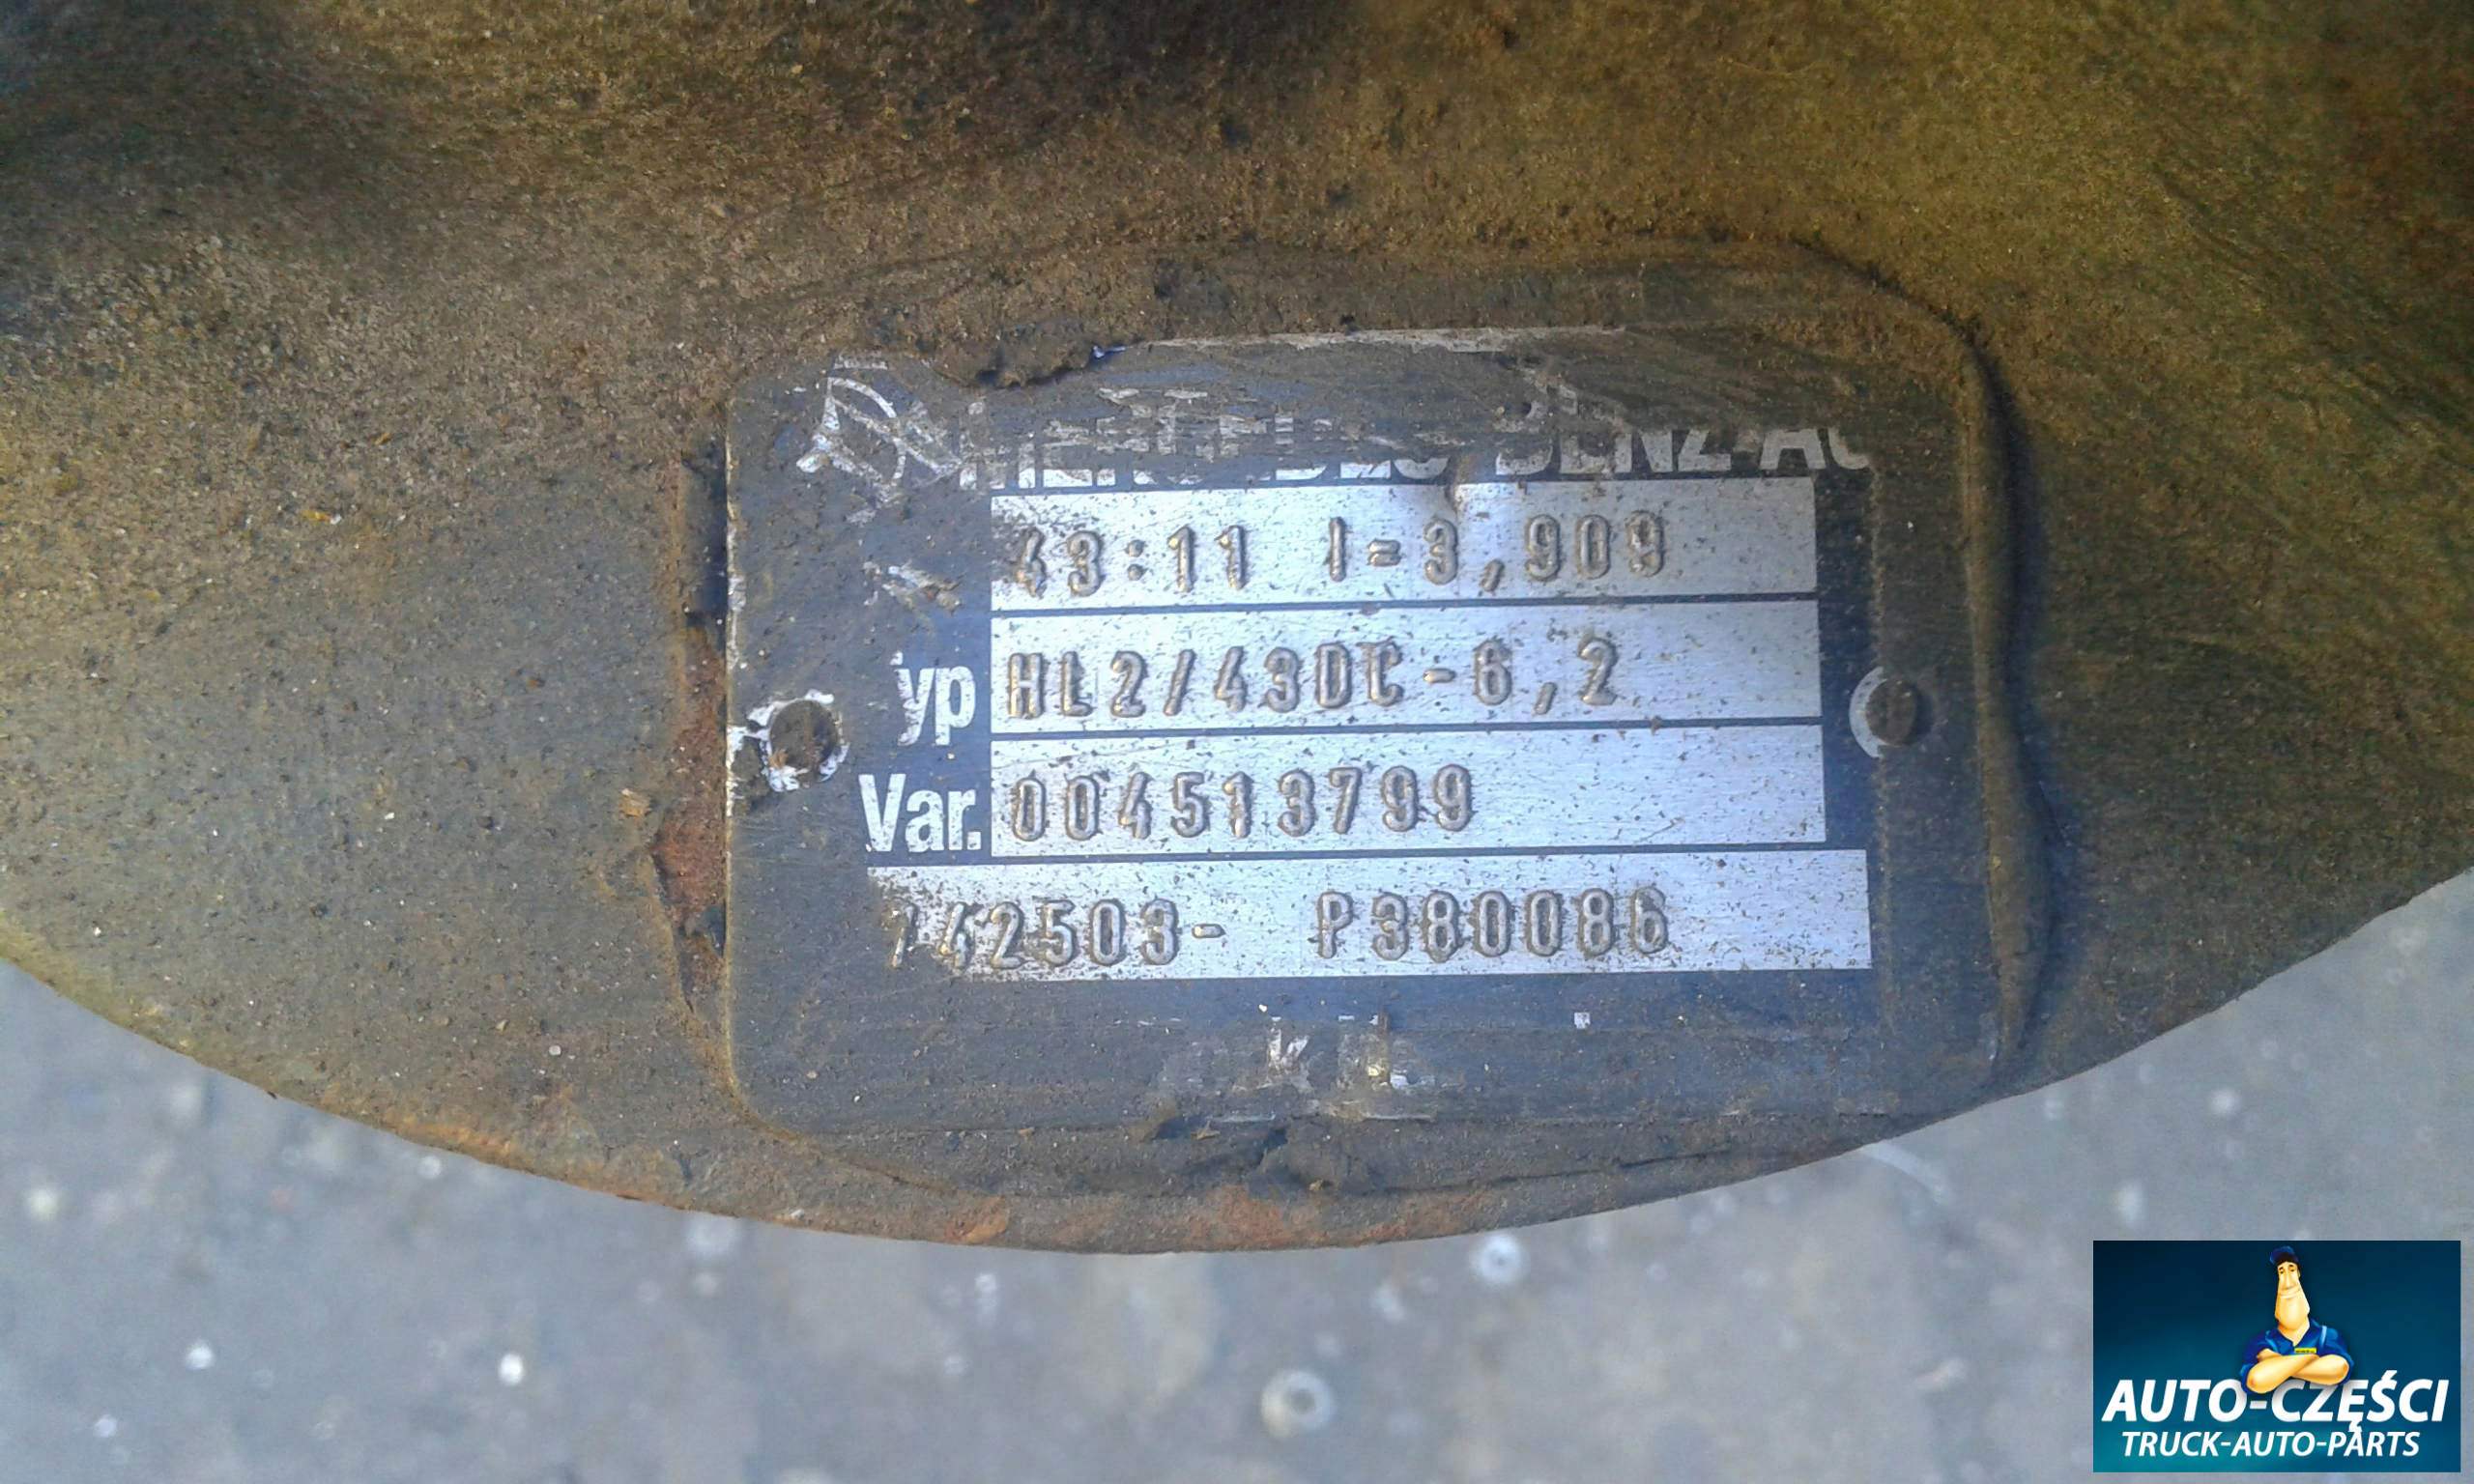 MERCEDES BENZ-AG
43:11 I=3,909
yp HL2/43DC-6,2
Var. 004513799
742503- P380086
AUTO-CZĘŚCI
TRUCK-AUTO-PARTS